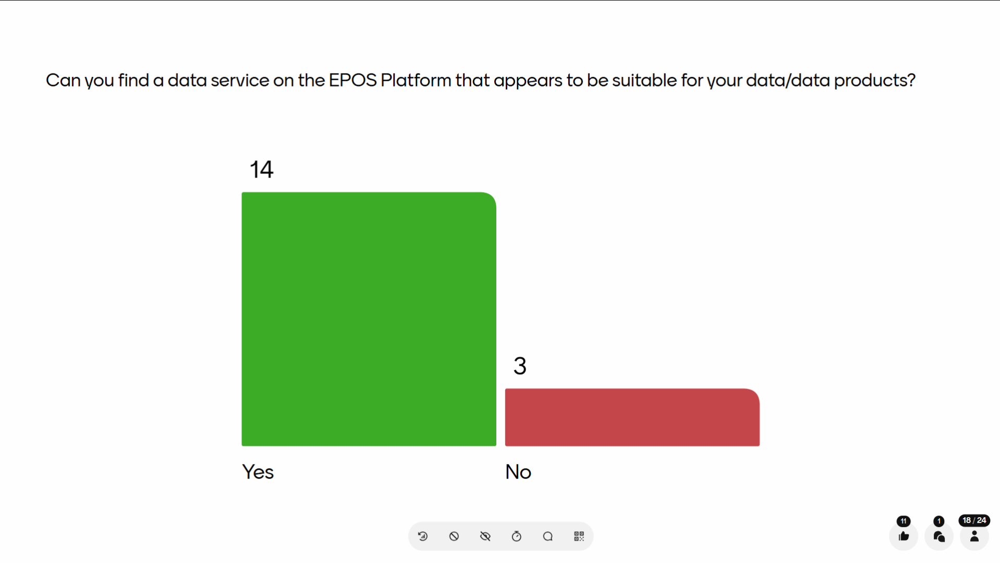 Can you find a data service on the EPOS Platform that appears to be suitable for your data/data products?
14
3
Yes
No
11
1
18 / 24